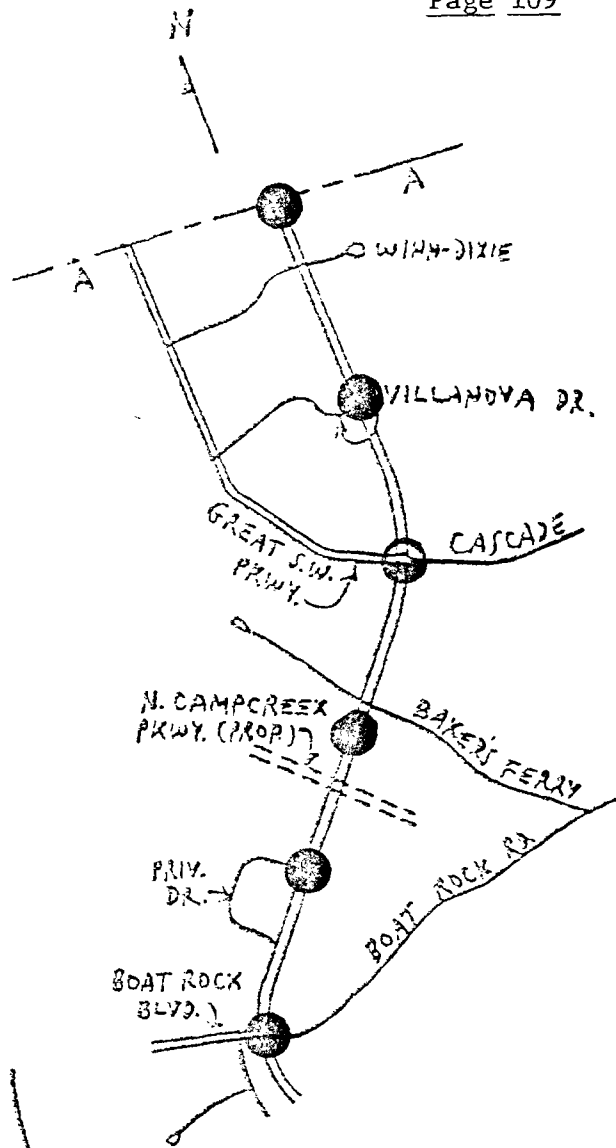 Page 109
N
A
A
WINN-DIXIE
VILLANOVA DR.
GREAT S.W.
PKWY.
CASCADE
N. CAMPCREEK
PKWY. (PROP.)
BAKER'S FERRY
PRIV.
DR.
BOAT ROCK RD
BOAT ROCK
BLVD.